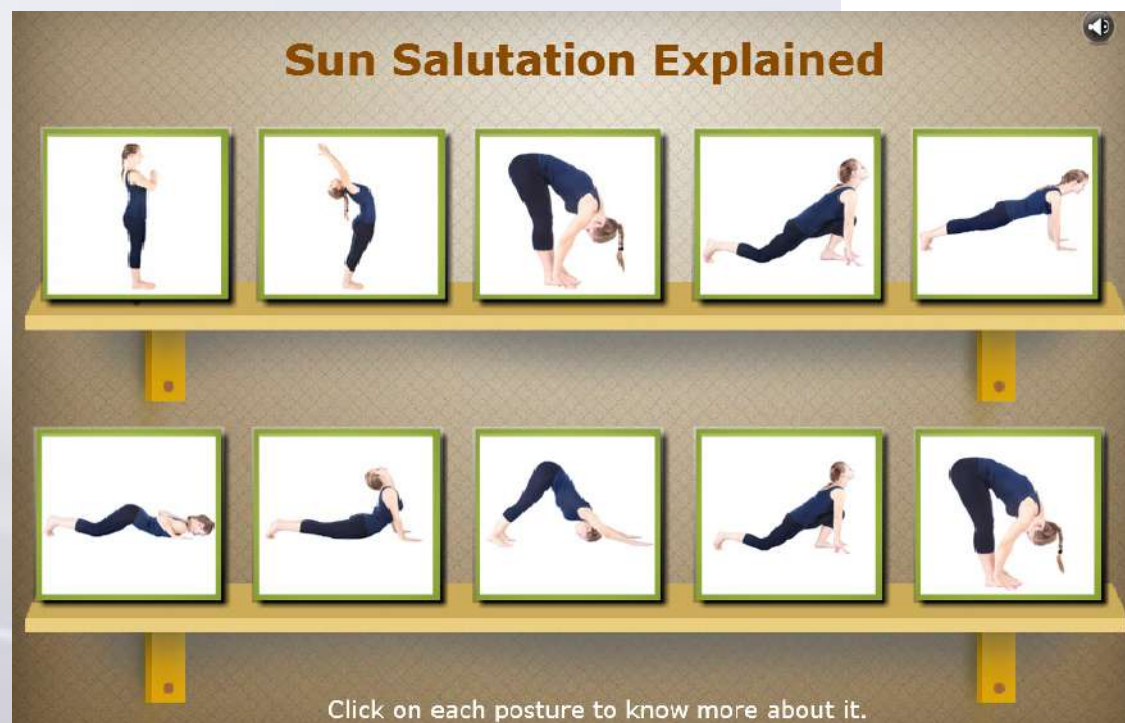 Sun Salutation Explained
Click on each posture to know more about it.